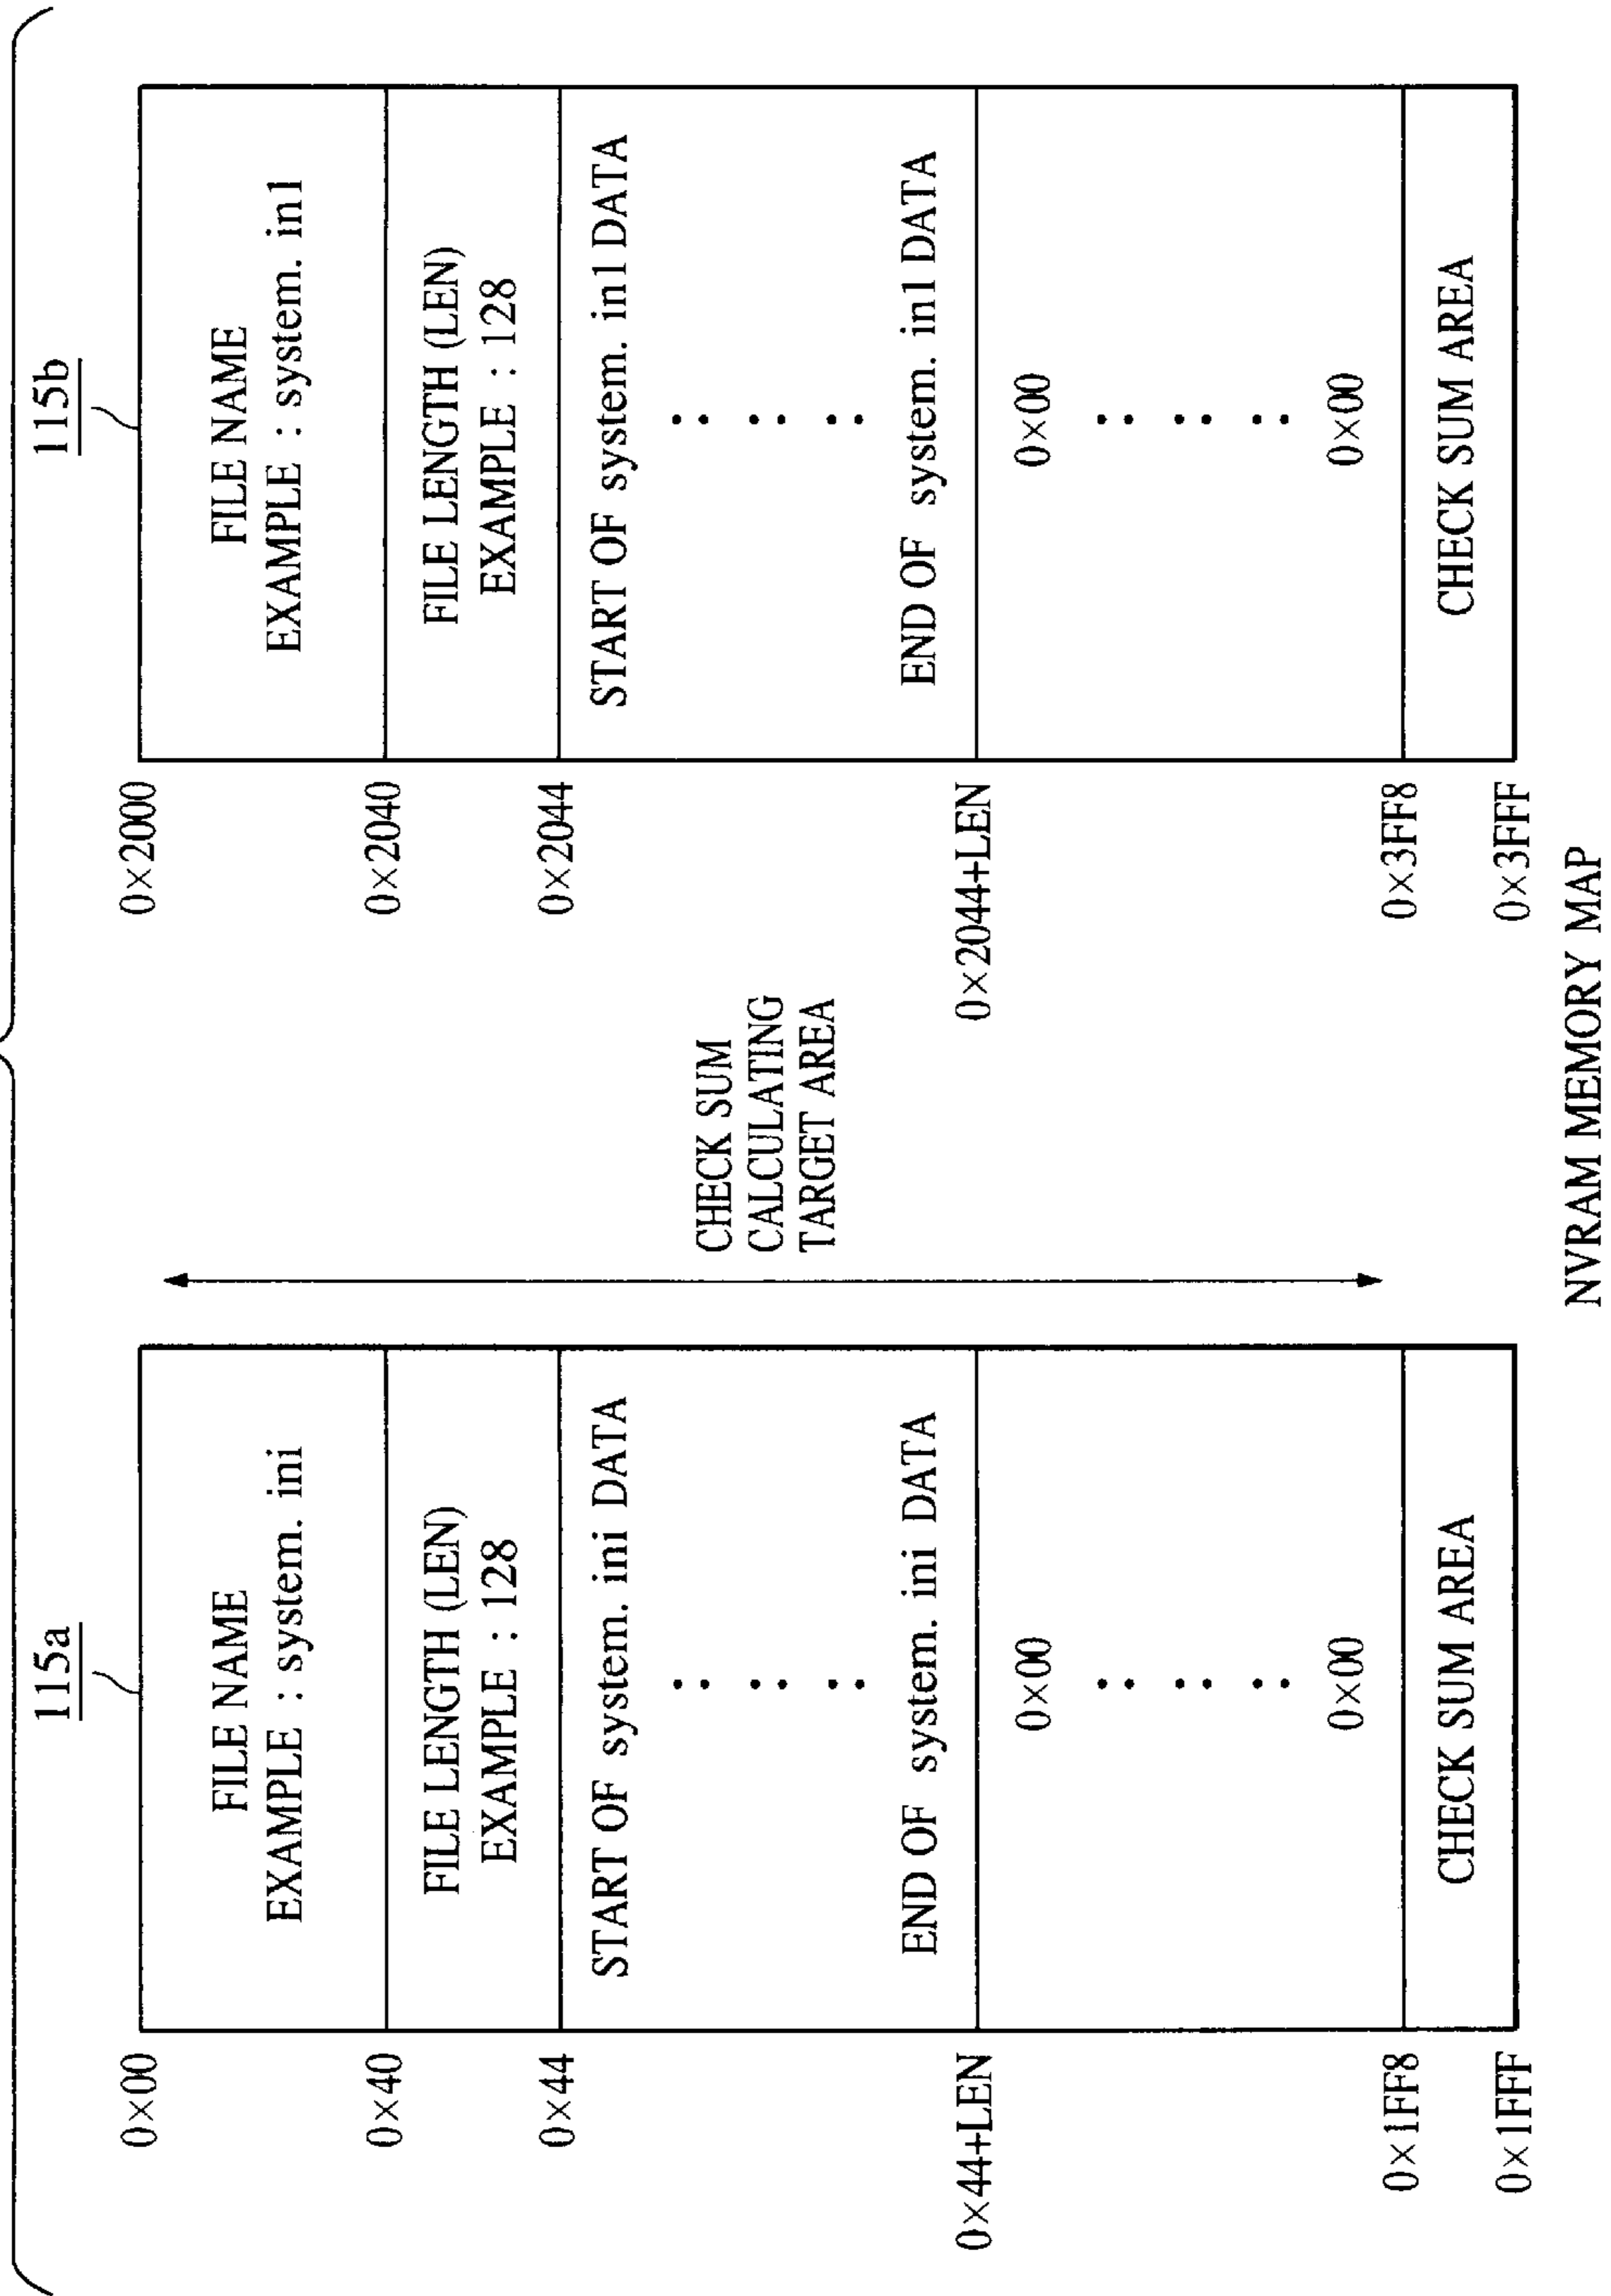 115a
0×00
FILE NAME
EXAMPLE : system. ini
0×40
FILE LENGTH (LEN)
EXAMPLE : 128
0×44
START OF system. ini DATA
END OF system. ini DATA
0×44+LEN
0×00
0×00
0×1FF8
CHECK SUM AREA
0×1FFF
CHECK SUM
CALCULATING
TARGET AREA
115b
0×2000
FILE NAME
EXAMPLE : system. in1
0×2040
FILE LENGTH (LEN)
EXAMPLE : 128
0×2044
START OF system. in1 DATA
END OF system. in1 DATA
0×2044+LEN
0×00
0×00
0×3FF8
CHECK SUM AREA
0×3FFF
NVRAM MEMORY MAP